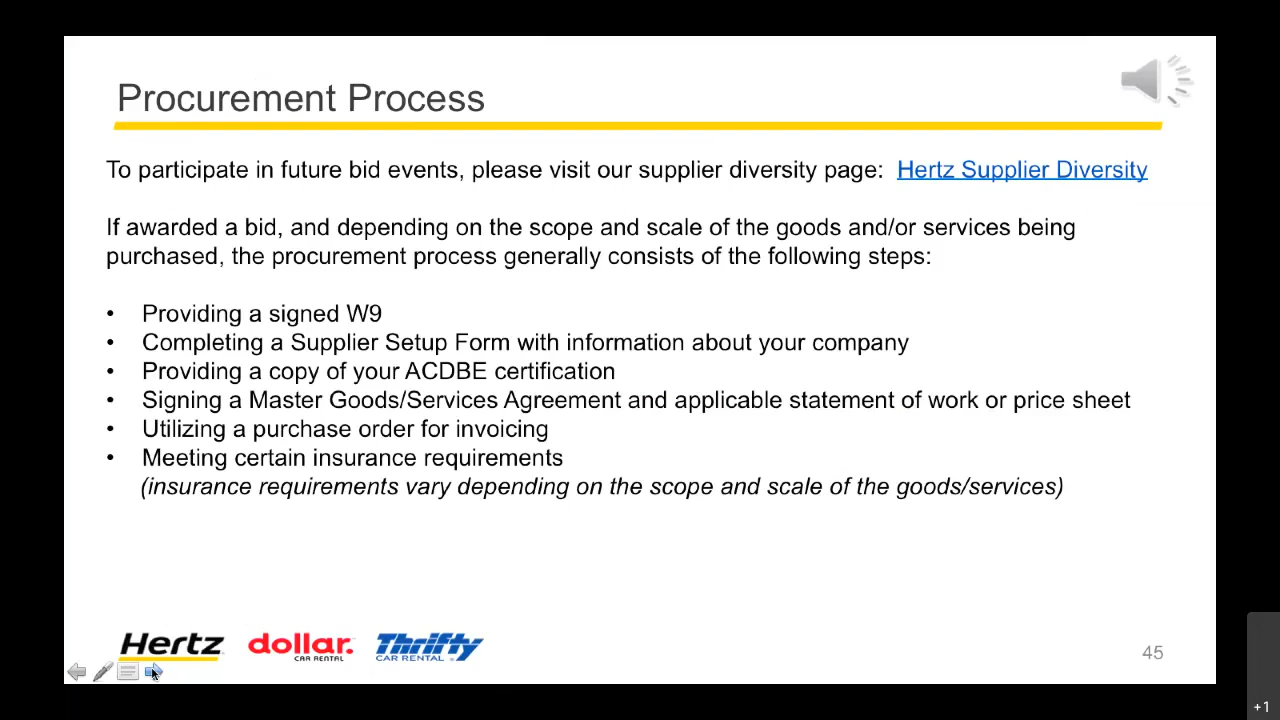 Procurement Process
To participate in future bid events, please visit our supplier diversity page: Hertz Supplier Diversity
If awarded a bid, and depending on the scope and scale of the goods and/or services being
purchased, the procurement process generally consists of the following steps:
• Providing a signed W9
• Completing a Supplier Setup Form with information about your company
• Providing a copy of your ACDBE certification
• Signing a Master Goods/Services Agreement and applicable statement of work or price sheet
• Utilizing a purchase order for invoicing
• Meeting certain insurance requirements
(insurance requirements vary depending on the scope and scale of the goods/services)
Hertz dollar. CAR RENTAL Thrifty CAR RENTAL
45
+1